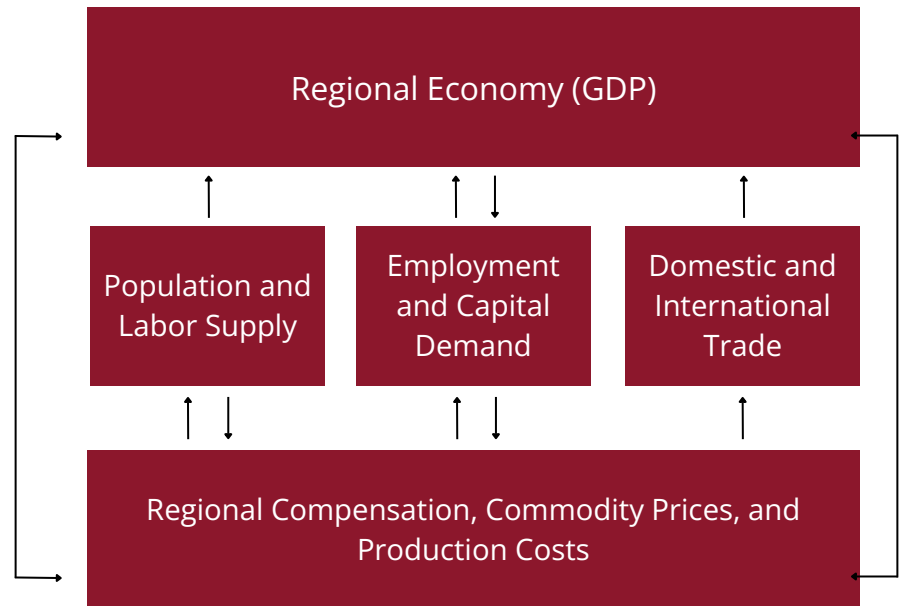 Regional Economy (GDP)
Population and
Labor Supply
Employment
and Capital
Demand
Domestic and
International
Trade
Regional Compensation, Commodity Prices, and
Production Costs